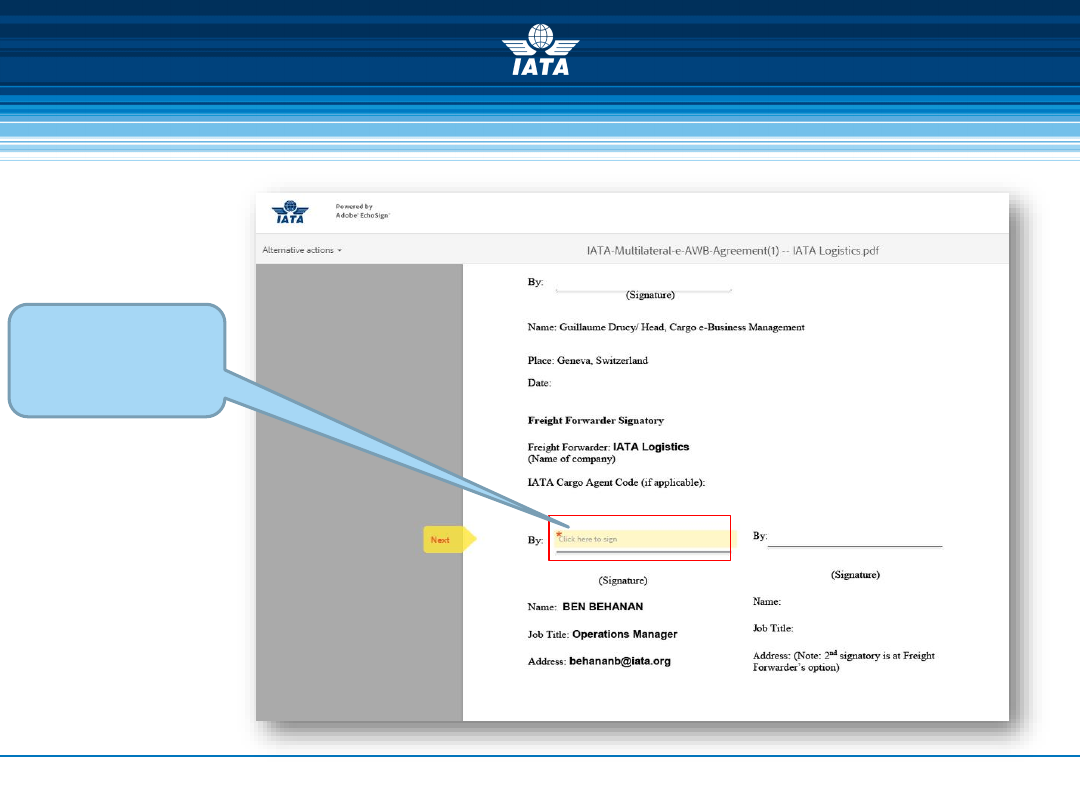 IATA
IATA
Powered by
Adobe® EchoSign®
Alternative actions
IATA-Multilateral-e-AWB-Agreement(1) -- IATA Logistics.pdf
By:
(Signature)
Name: Guillaume Drucy/ Head, Cargo e-Business Management
Place: Geneva, Switzerland
Date:
Freight Forwarder Signatory
Freight Forwarder: IATA Logistics
(Name of company)
IATA Cargo Agent Code (if applicable):
Next
By:
* Click here to sign
(Signature)
Name: BEN BEHANAN
Job Title: Operations Manager
Address: behananb@iata.org
By:
(Signature)
Name:
Job Title:
Address: (Note: 2nd signatory is at Freight
Forwarder's option)